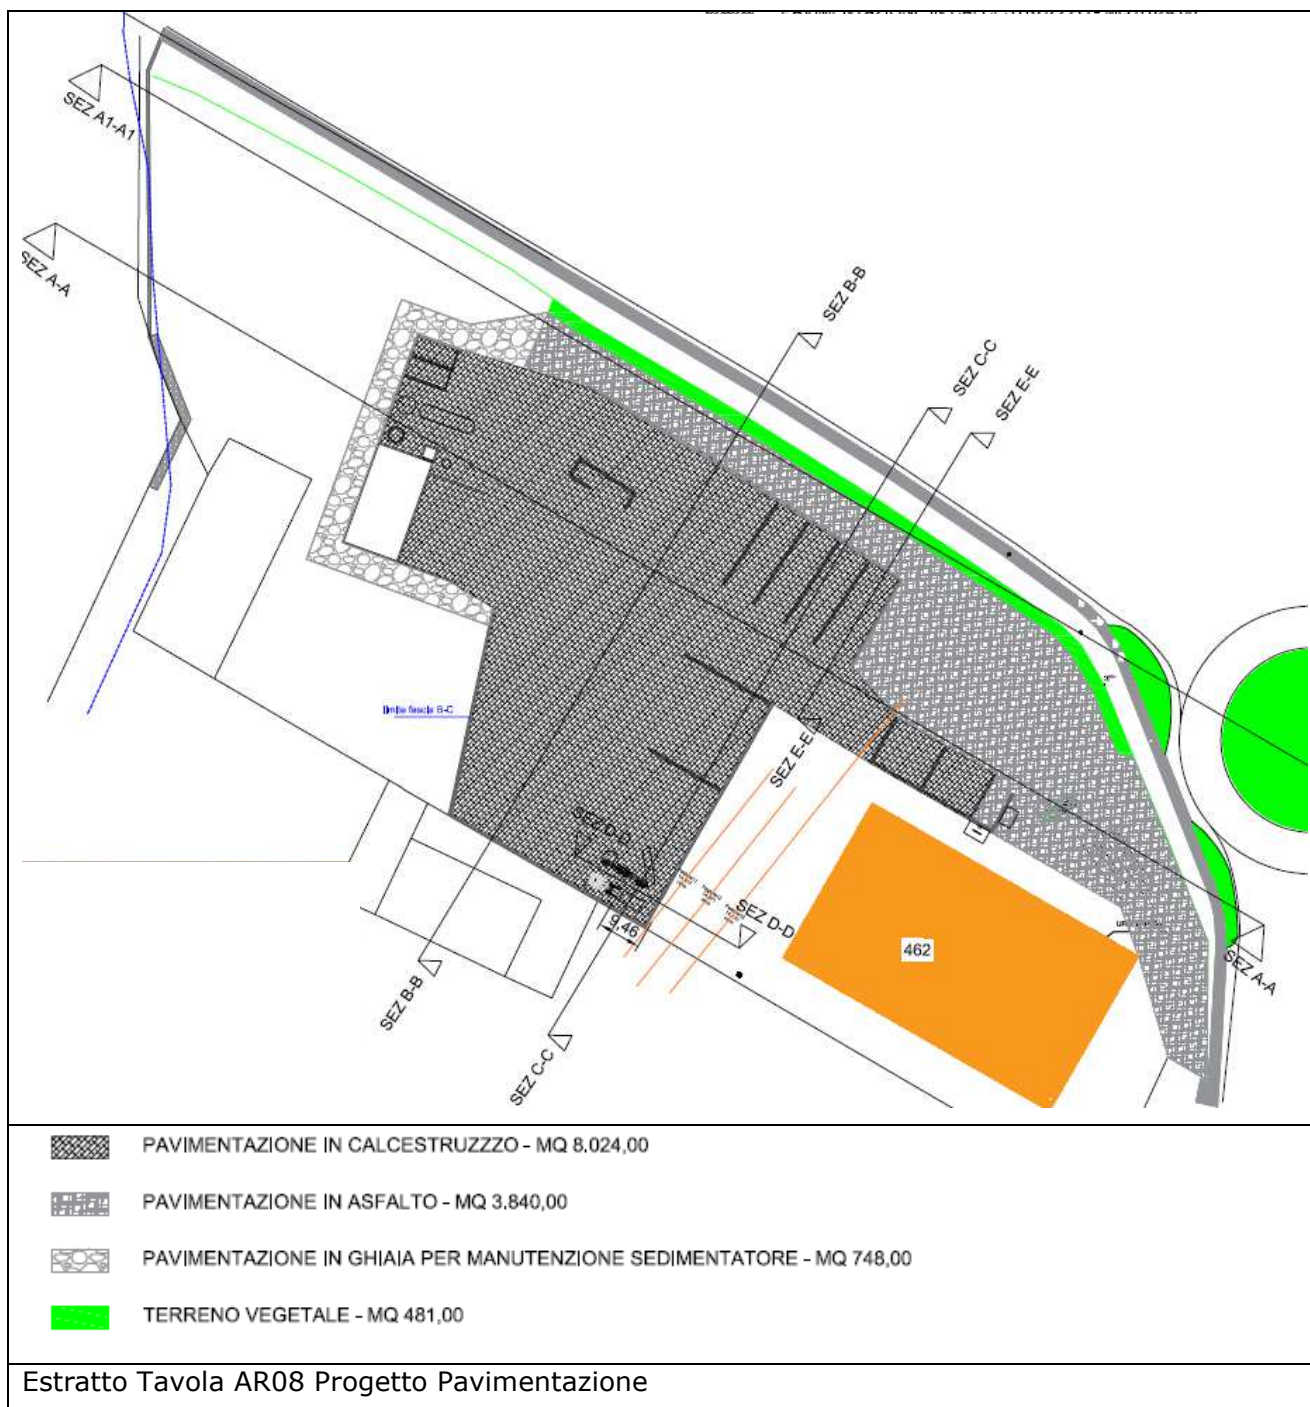 SEZ A1-A1
SEZ A-A
SEZ B-B
SEZ C-C
SEZ E-E
limite fascia B-C
SEZ E-E
SEZ D-D
SEZ D-D
9,46
462
SEZ A-A
SEZ B-B
SEZ C-C
PAVIMENTAZIONE IN CALCESTRUZZZO - MQ 8.024,00
PAVIMENTAZIONE IN ASFALTO - MQ 3.840,00
PAVIMENTAZIONE IN GHIAIA PER MANUTENZIONE SEDIMENTATORE - MQ 748,00
TERRENO VEGETALE - MQ 481,00
Estratto Tavola AR08 Progetto Pavimentazione